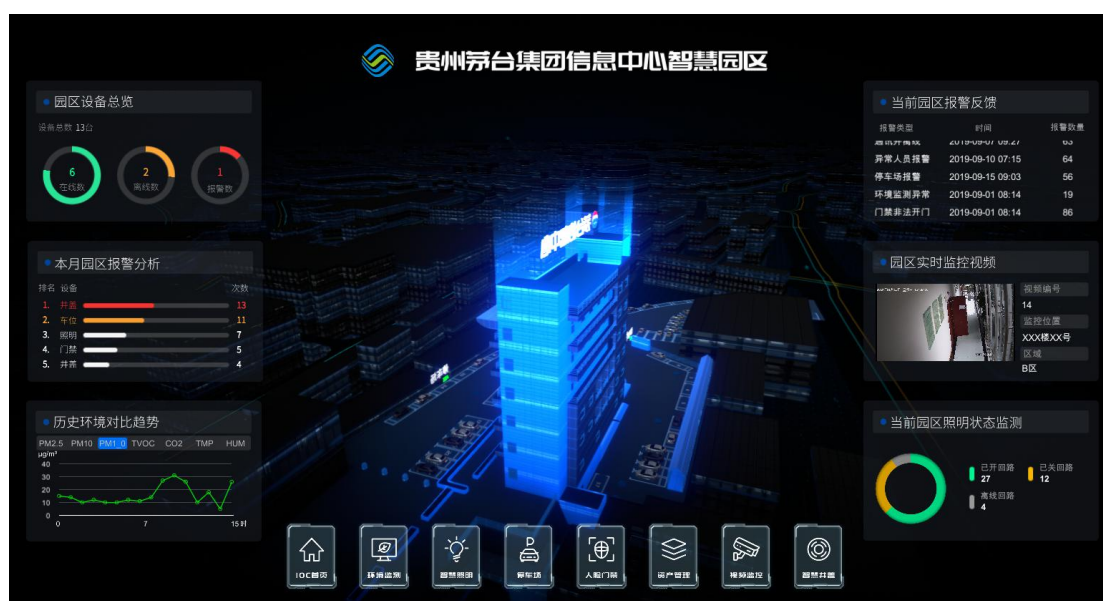 贵州茅台集团信息中心智慧园区
园区设备总览
设备总数 13台
6
在线数
2
离线数
1
报警数
本月园区报警分析
排名 设备 次数
1. 井盖 13
2. 车位 11
3. 照明 7
4. 门禁 5
5. 井盖 4
历史环境对比趋势
PM2.5 PM10 PM1_0 TVOC CO2 TMP HUM
μg/m³
40
30
20
10
0
0 7 15时
当前园区报警反馈
报警类型 时间 报警数量
通讯井离线 2019-09-07 09:27 63
异常人员报警 2019-09-10 07:15 64
停车场报警 2019-09-15 09:03 56
环境监测异常 2019-09-01 08:14 19
门禁非法开门 2019-09-01 08:14 86
园区实时监控视频
视频编号
14
监控位置
XXX楼XX号
区域
B区
当前园区照明状态监测
已开回路
27
已关回路
12
离线回路
4
IOC首页 环境监测 智慧照明 停车场 人脸门禁 资产管理 视频监控 智慧井盖